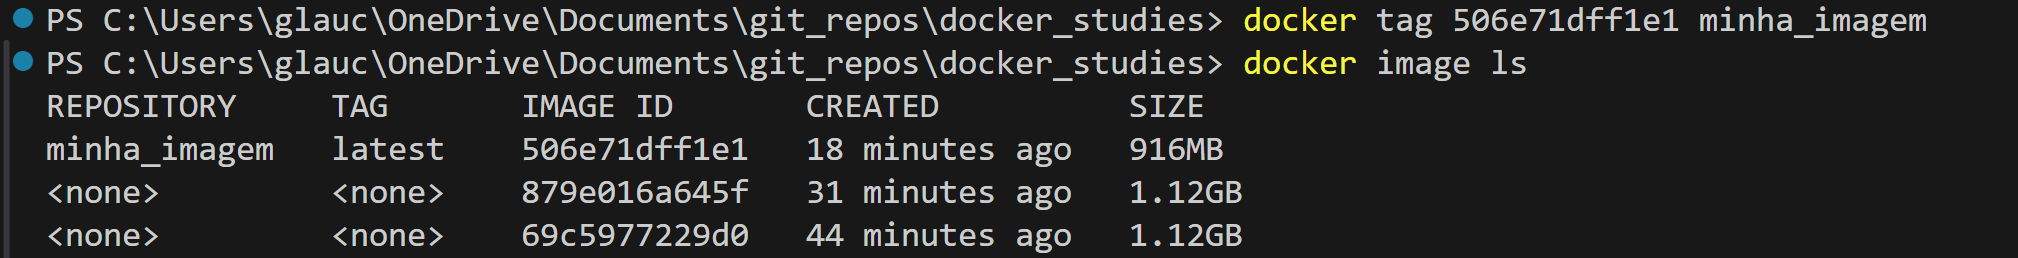 PS C:\Users\glauc\OneDrive\Documents\git_repos\docker_studies> docker tag 506e71dff1e1 minha_imagem
PS C:\Users\glauc\OneDrive\Documents\git_repos\docker_studies> docker image ls
REPOSITORY     TAG       IMAGE ID       CREATED          SIZE
minha_imagem   latest    506e71dff1e1   18 minutes ago   916MB
<none>         <none>    879e016a645f   31 minutes ago   1.12GB
<none>         <none>    69c5977229d0   44 minutes ago   1.12GB